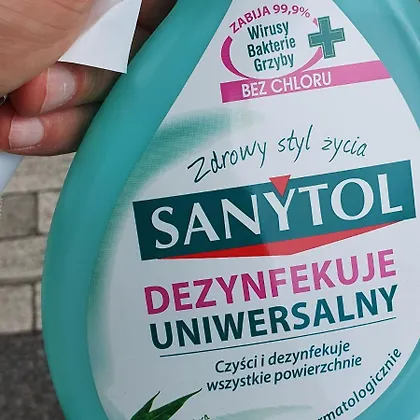 ZABIJA 99,9%
Wirusy
Bakterie
Grzyby
BEZ CHLORU
Zdrowy styl życia
SANYTOL
DEZYNFEKUJE
UNIWERSALNY
Czyści i dezynfekuje
wszystkie powierzchnie